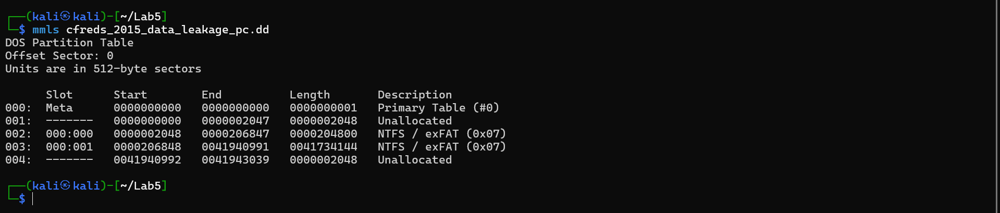 ┌──(kali㉿kali)-[~/Lab5]
└─$ mmls cfreds_2015_data_leakage_pc.dd
DOS Partition Table
Offset Sector: 0
Units are in 512-byte sectors
      Slot      Start        End          Length       Description
000:  Meta      0000000000   0000000000   0000000001   Primary Table (#0)
001:  -------   0000000000   0000002047   0000002048   Unallocated
002:  000:000   0000002048   0000206847   0000204800   NTFS / exFAT (0x07)
003:  000:001   0000206848   0041940991   0041734144   NTFS / exFAT (0x07)
004:  -------   0041940992   0041943039   0000002048   Unallocated
┌──(kali㉿kali)-[~/Lab5]
└─$